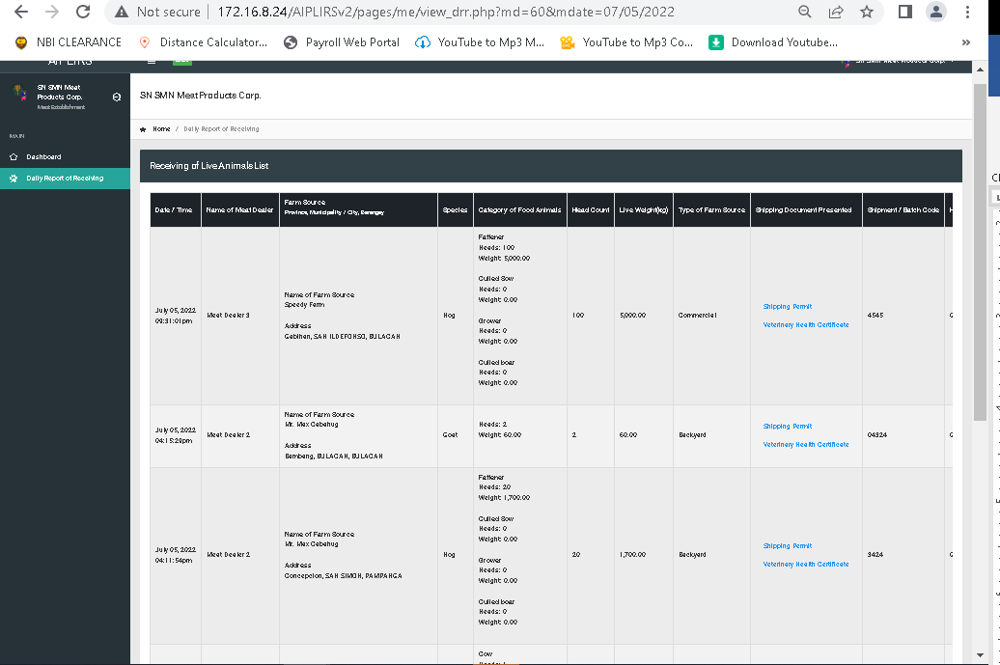 Not secure | 172.16.8.24/AIPLIRSv2/pages/me/view_drr.php?md=60&mdate=07/05/2022
NBI CLEARANCE
Distance Calculator...
Payroll Web Portal
YouTube to Mp3 M...
YouTube to Mp3 Co...
Download Youtube...
»
AIPLIRS
SN SMN Meat Products Corp.
SN SMN Meat
Products Corp.
Meat Establishment
MAIN
Dashboard
Daily Report of Receiving
SN SMN Meat Products Corp.
Home / Daily Report of Receiving
Receiving of Live Animals List
Date / Time
Name of Meat Dealer
Farm Source
Province, Municipality / City, Barangay
Species
Category of Food Animals
Head Count
Live Weight(kg)
Type of Farm Source
Shipping Document Presented
Shipment / Batch Code
July 05, 2022
09:31:01pm
Meat Dealer 3
Name of Farm Source
Speedy Farm
Address
Gabihan, SAN ILDEFONSO, BULACAN
Hog
Fattener
Heads: 100
Weight: 5,000.00
Culled Sow
Heads: 0
Weight: 0.00
Grower
Heads: 0
Weight: 0.00
Culled boar
Heads: 0
Weight: 0.00
100
5,000.00
Commercial
Shipping Permit
Veterinary Health Certificate
4545
July 05, 2022
04:15:29pm
Meat Dealer 2
Name of Farm Source
Mr. Max Gabahug
Address
Bambang, BULACAN, BULACAN
Goat
Heads: 2
Weight: 60.00
2
60.00
Backyard
Shipping Permit
Veterinary Health Certificate
04324
July 05, 2022
04:11:54pm
Meat Dealer 2
Name of Farm Source
Mr. Max Gabahug
Address
Concepcion, SAN SIMON, PAMPANGA
Hog
Fattener
Heads: 20
Weight: 1,700.00
Culled Sow
Heads: 0
Weight: 0.00
Grower
Heads: 0
Weight: 0.00
Culled boar
Heads: 0
Weight: 0.00
20
1,700.00
Backyard
Shipping Permit
Veterinary Health Certificate
3424
Cow